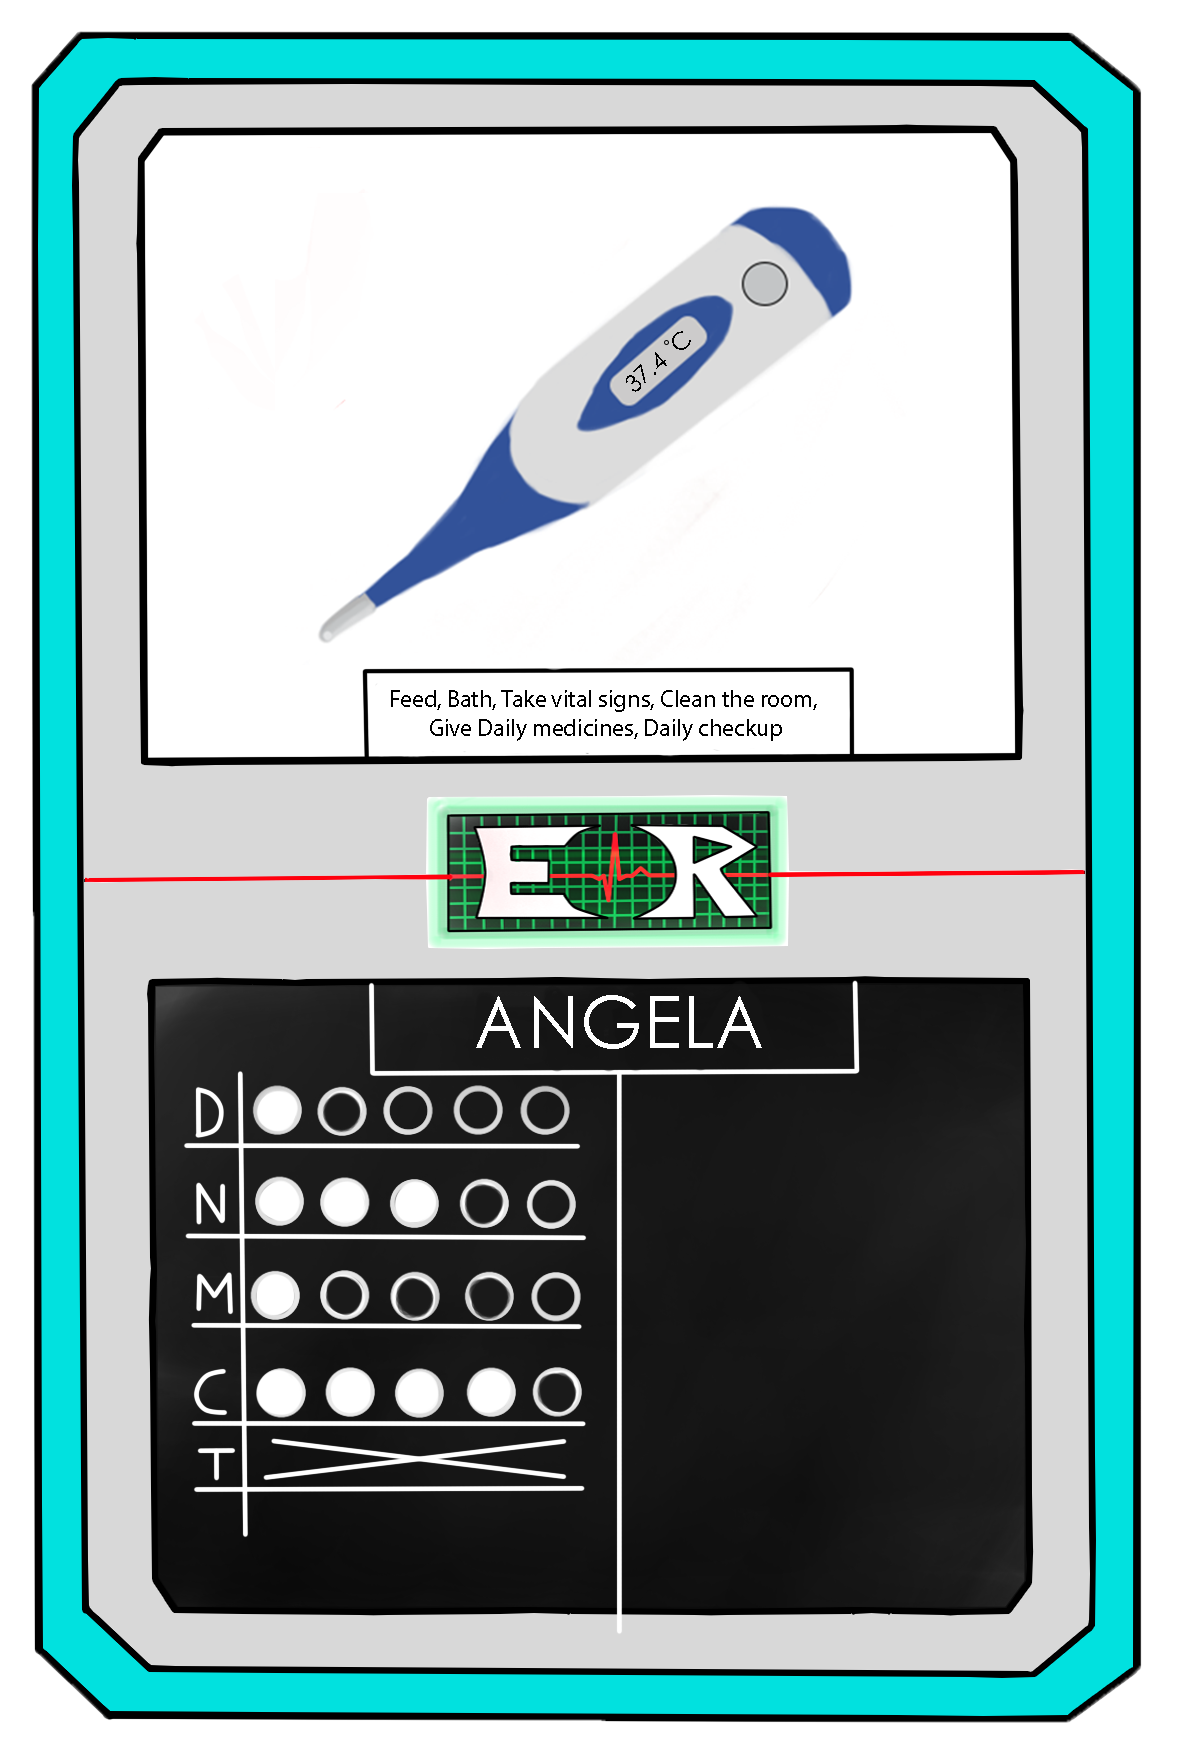 37.4 °C
Feed, Bath, Take vital signs, Clean the room,
Give Daily medicines, Daily checkup
ER
ANGELA
D
N
M
C
T